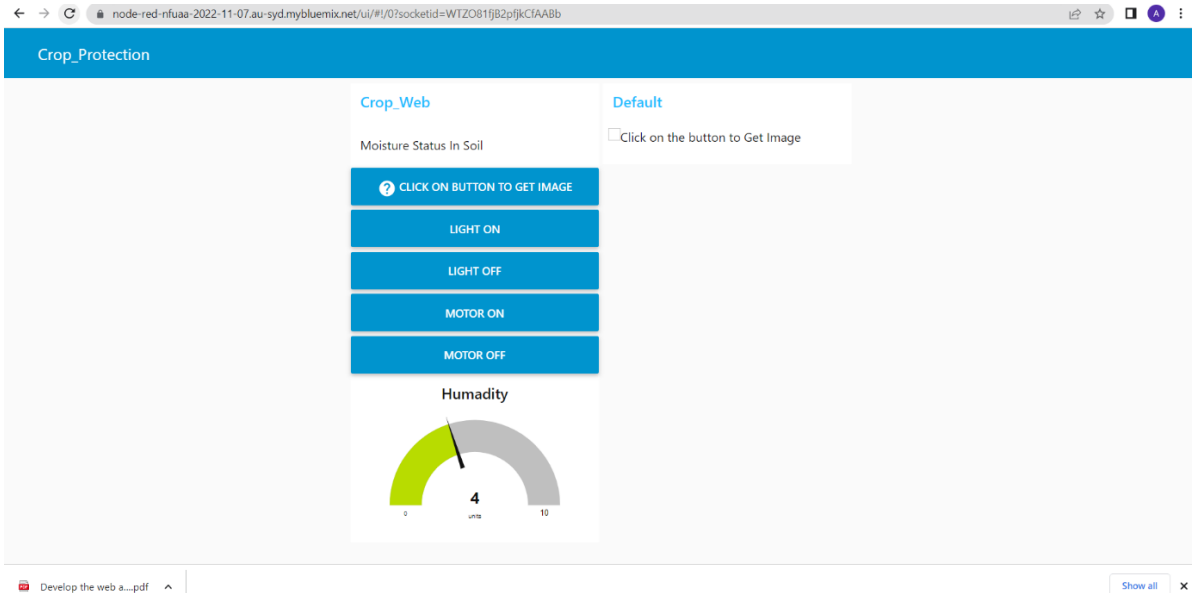 node-red-nfuaa-2022-11-07.au-syd.mybluemix.net/ui/#!/0?socketid=WTZO81fjB2pfjkCfAABb
A
Crop_Protection
Crop_Web
Moisture Status In Soil
? CLICK ON BUTTON TO GET IMAGE
LIGHT ON
LIGHT OFF
MOTOR ON
MOTOR OFF
Humadity
4
units
0
10
Default
Click on the button to Get Image
PDF
Develop the web a....pdf
Show all